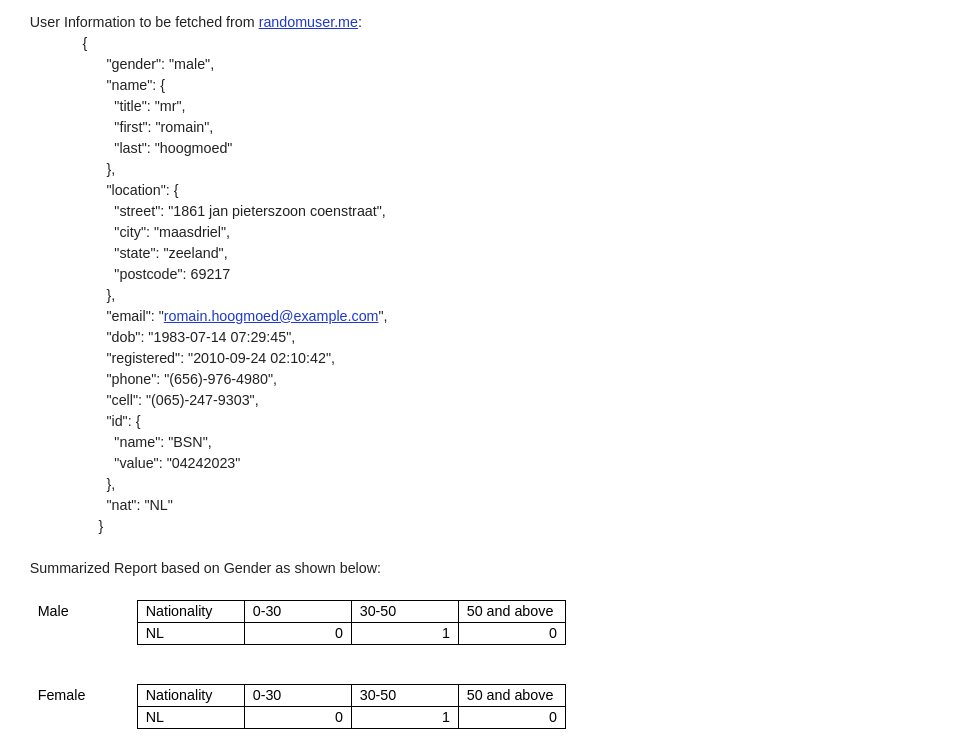 User Information to be fetched from randomuser.me:
{
"gender": "male",
"name": {
"title": "mr",
"first": "romain",
"last": "hoogmoed"
},
"location": {
"street": "1861 jan pieterszoon coenstraat",
"city": "maasdriel",
"state": "zeeland",
"postcode": 69217
},
"email": "romain.hoogmoed@example.com",
"dob": "1983-07-14 07:29:45",
"registered": "2010-09-24 02:10:42",
"phone": "(656)-976-4980",
"cell": "(065)-247-9303",
"id": {
"name": "BSN",
"value": "04242023"
},
"nat": "NL"
}
Summarized Report based on Gender as shown below:
Male Nationality 0-30 30-50 50 and above
NL 0 1 0
Female Nationality 0-30 30-50 50 and above
NL 0 1 0